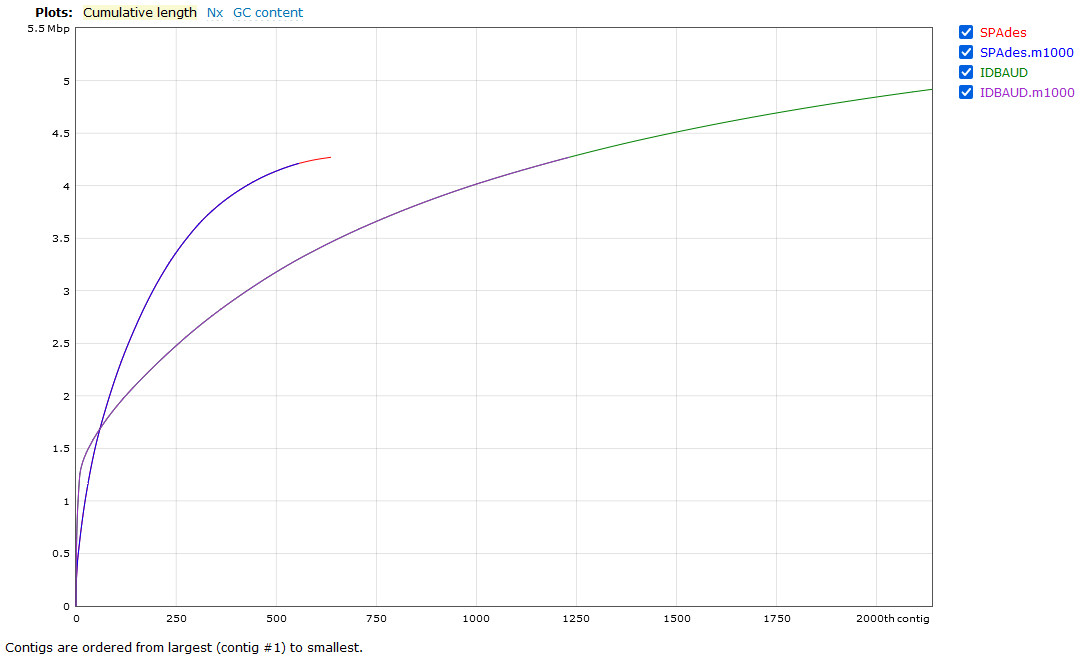 Plots: Cumulative length Nx GC content
5.5 Mbp
5
4.5
4
3.5
3
2.5
2
1.5
1
0.5
0
0 250 500 750 1000 1250 1500 1750 2000th contig
SPAdes
SPAdes.m1000
IDBAUD
IDBAUD.m1000
Contigs are ordered from largest (contig #1) to smallest.